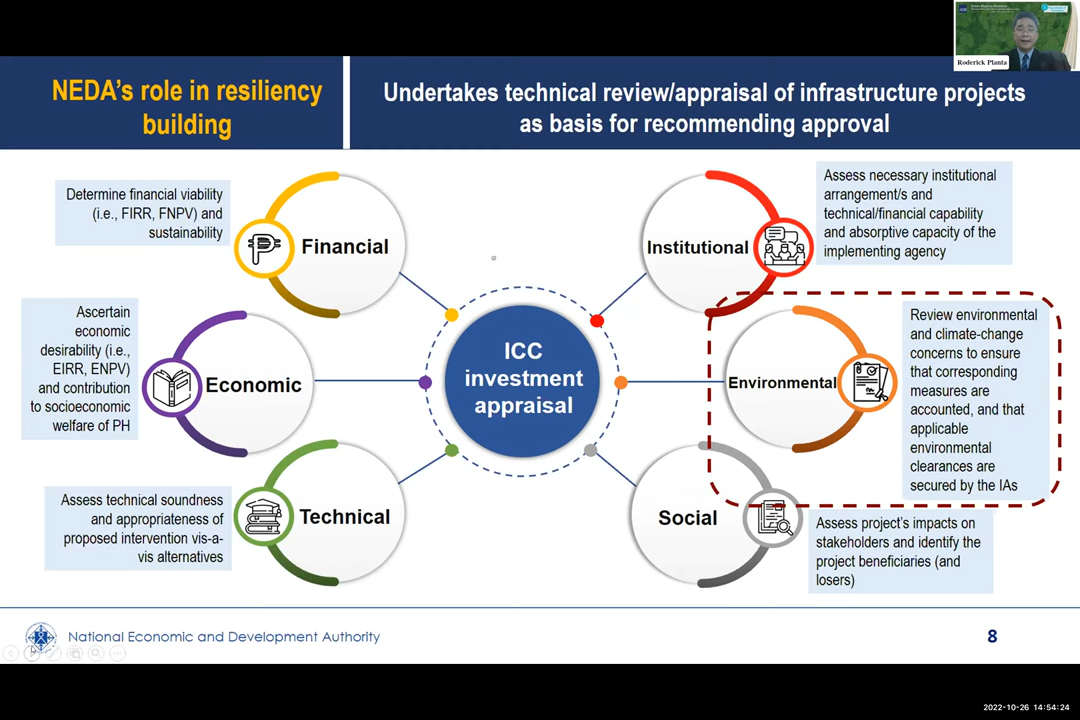 Roderick Planta
NEDA's role in resiliency
building
Undertakes technical review/appraisal of infrastructure projects
as basis for recommending approval
Determine financial viability
(i.e., FIRR, FNPV) and
sustainability
Financial
Ascertain
economic
desirability (i.e.,
EIRR, ENPV)
and contribution
to socioeconomic
welfare of PH
Economic
Assess technical soundness
and appropriateness of
proposed intervention vis-a-
vis alternatives
Technical
ICC
investment
appraisal
Institutional
Assess necessary institutional
arrangement/s and
technical/financial capability
and absorptive capacity of the
implementing agency
Environmental
Review environmental
and climate-change
concerns to ensure
that corresponding
measures are
accounted, and that
applicable
environmental
clearances are
secured by the IAs
Social
Assess project's impacts on
stakeholders and identify the
project beneficiaries (and
losers)
National Economic and Development Authority
8
2022-10-26 14:54:24